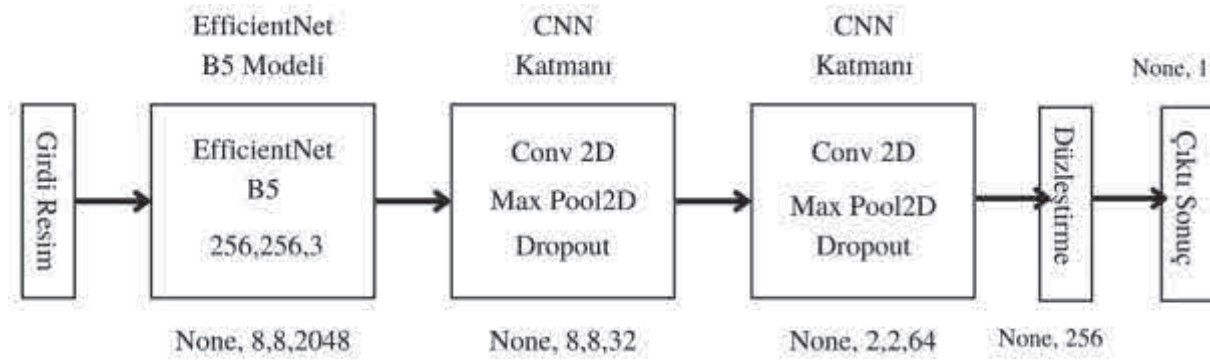 EfficientNet
B5 Modeli
CNN
Katmanı
CNN
Katmanı
None, 1
Girdi Resim
EfficientNet
B5
256,256,3
Conv 2D
Max Pool2D
Dropout
Conv 2D
Max Pool2D
Dropout
Düzleştirme
Çıktı Sonuç
None, 8,8,2048
None, 8,8,32
None, 2,2,64
None, 256